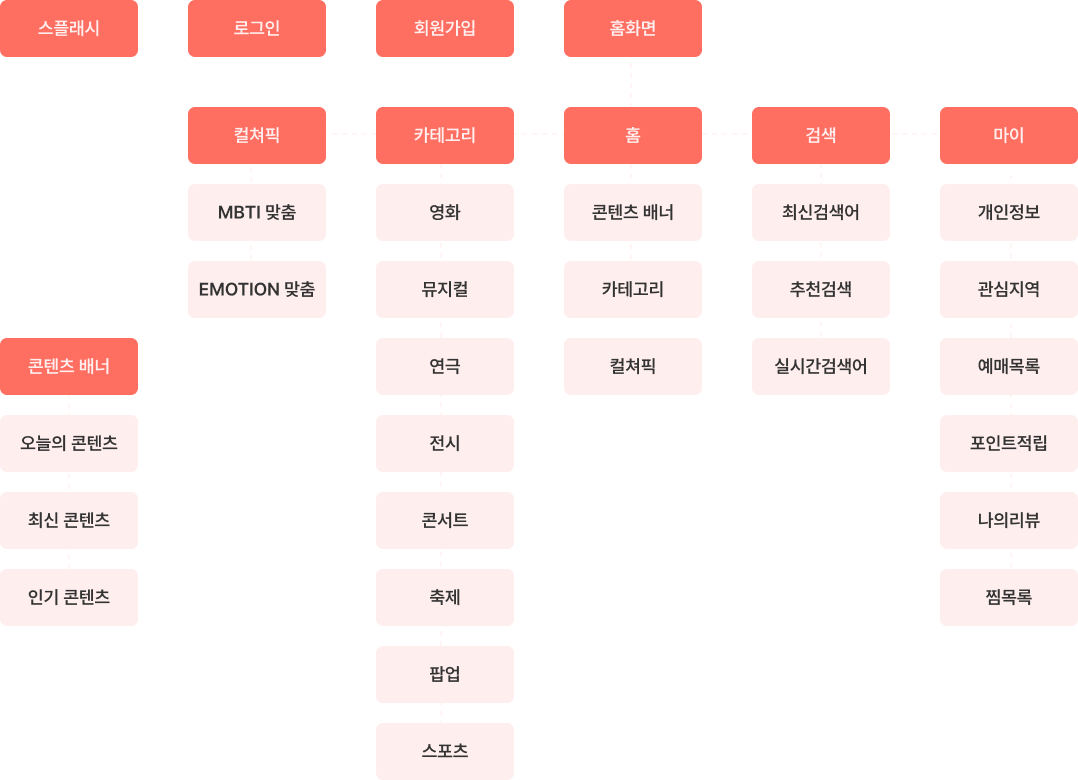 스플래시
로그인
회원가입
홈화면
컬쳐픽
카테고리
홈
검색
마이
MBTI 맞춤
영화
콘텐츠 배너
최신검색어
개인정보
EMOTION 맞춤
뮤지컬
카테고리
추천검색
관심지역
콘텐츠 배너
연극
컬쳐픽
실시간검색어
예매목록
오늘의 콘텐츠
전시
포인트적립
최신 콘텐츠
콘서트
나의리뷰
인기 콘텐츠
축제
찜목록
팝업
스포츠